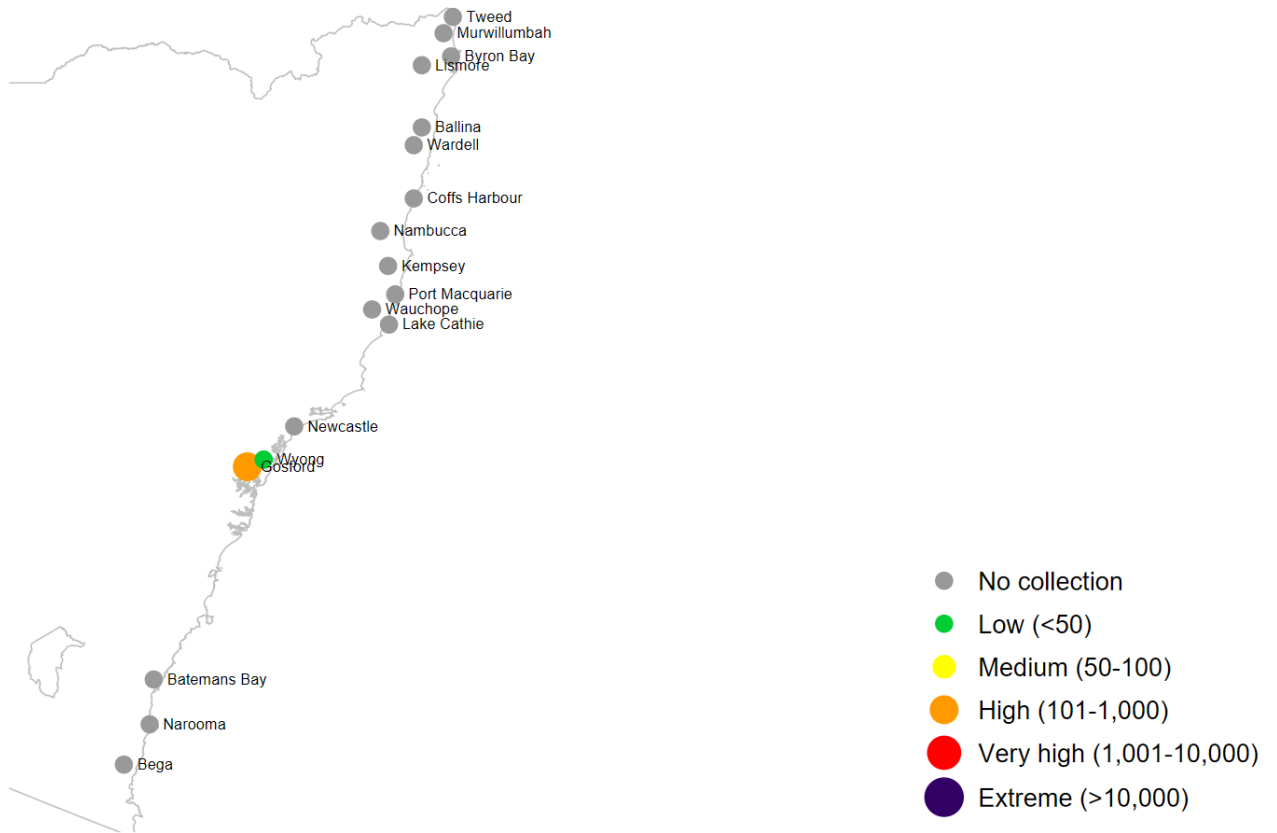 Tweed
Murwillumbah
Byron Bay
Lismore
Ballina
Wardell
Coffs Harbour
Nambucca
Kempsey
Port Macquarie
Wauchope
Lake Cathie
Newcastle
Wyong
Gosford
Batemans Bay
Narooma
Bega
No collection
Low (<50)
Medium (50-100)
High (101-1,000)
Very high (1,001-10,000)
Extreme (>10,000)